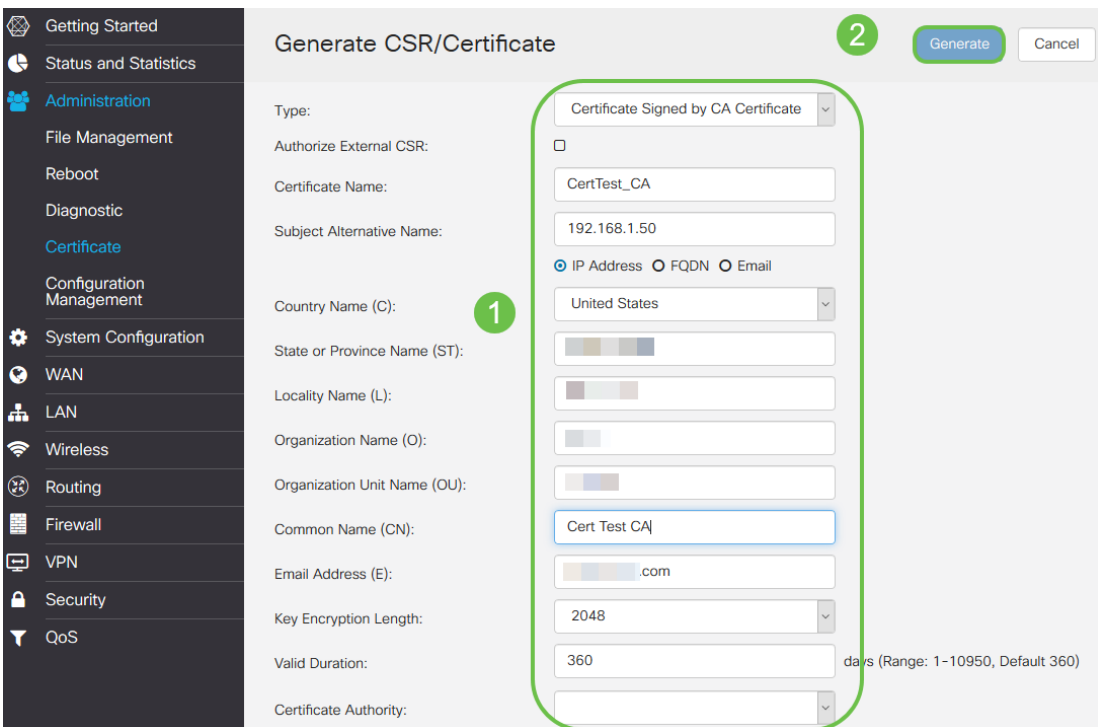 Getting Started
Status and Statistics
Administration
File Management
Reboot
Diagnostic
Certificate
Configuration
Management
System Configuration
WAN
LAN
Wireless
Routing
Firewall
VPN
Security
QoS
Generate CSR/Certificate
2
Generate
Cancel
1
Type:
Certificate Signed by CA Certificate
Authorize External CSR:
Certificate Name:
CertTest_CA
Subject Alternative Name:
192.168.1.50
IP Address FQDN Email
Country Name (C):
United States
State or Province Name (ST):
Locality Name (L):
Organization Name (O):
Organization Unit Name (OU):
Common Name (CN):
Cert Test CA
Email Address (E):
.com
Key Encryption Length:
2048
Valid Duration:
360
days (Range: 1-10950, Default 360)
Certificate Authority: